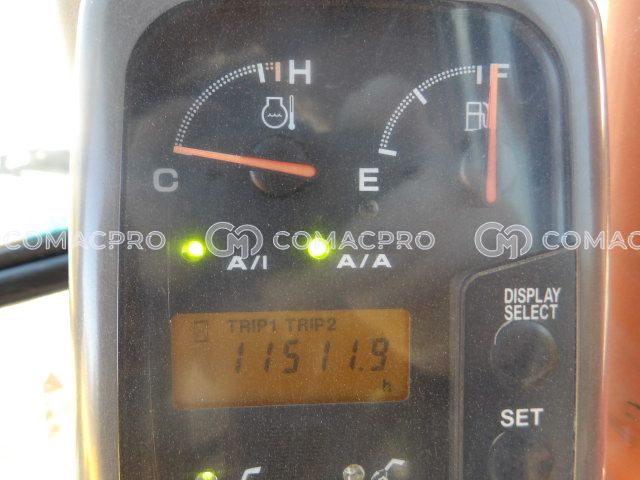 H
F
C
E
COMACPRO COMACPRO COMACPRO
A/I
A/A
DISPLAY
SELECT
TRIP1 TRIP2
11511.9
h
SET